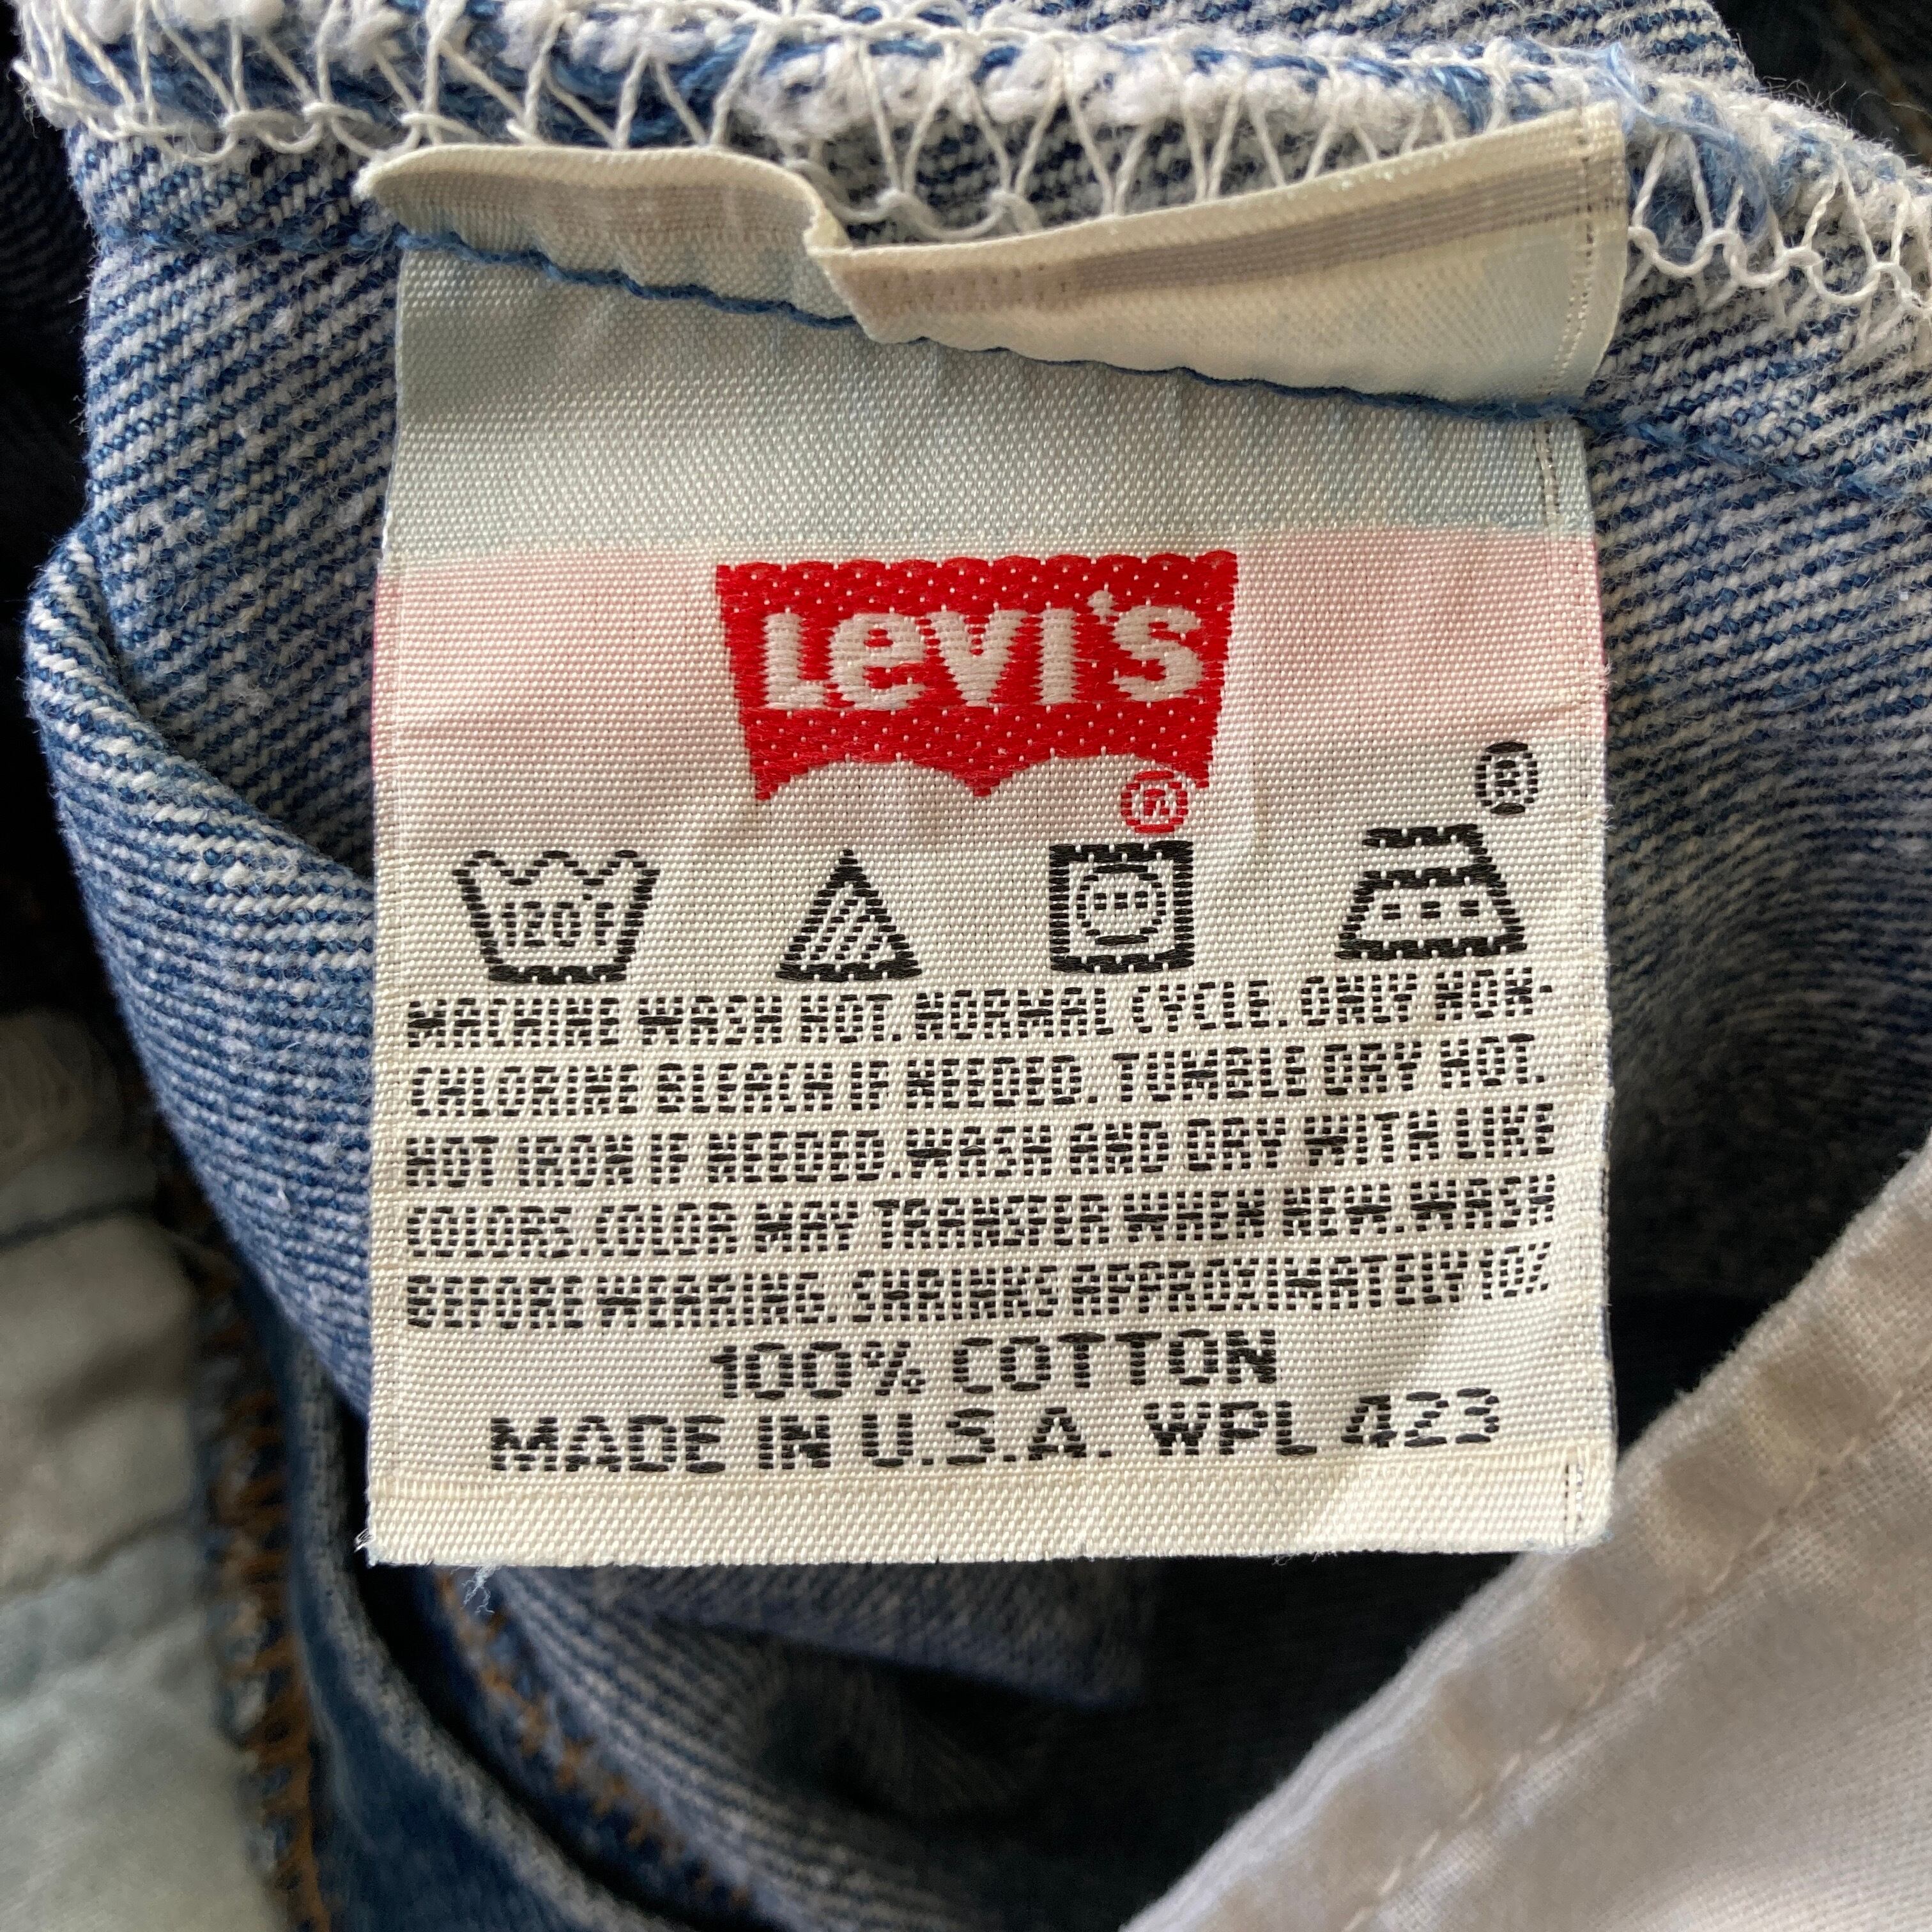 Levi's
®
®
120°F
MACHINE WASH HOT. NORMAL CYCLE. ONLY NON-
CHLORINE BLEACH IF NEEDED. TUMBLE DRY HOT.
HOT IRON IF NEEDED. WASH AND DRY WITH LIKE
COLORS. COLOR MAY TRANSFER WHEN NEW. WASH
BEFORE WEARING. SHRINKS APPROXIMATELY 10%
100% COTTON
MADE IN U.S.A. WPL 423